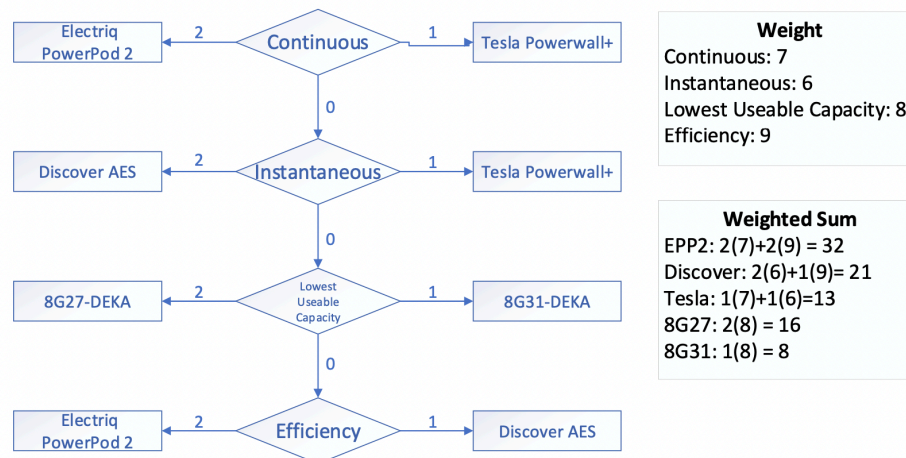 Electriq
PowerPod 2
2
Continuous
1
Tesla Powerwall+
0
Discover AES
2
Instantaneous
1
Tesla Powerwall+
0
8G27-DEKA
2
Lowest
Useable
Capacity
1
8G31-DEKA
0
Electriq
PowerPod 2
2
Efficiency
1
Discover AES
Weight
Continuous: 7
Instantaneous: 6
Lowest Useable Capacity: 8
Efficiency: 9
Weighted Sum
EPP2: 2(7)+2(9) = 32
Discover: 2(6)+1(9)= 21
Tesla: 1(7)+1(6)=13
8G27: 2(8) = 16
8G31: 1(8) = 8